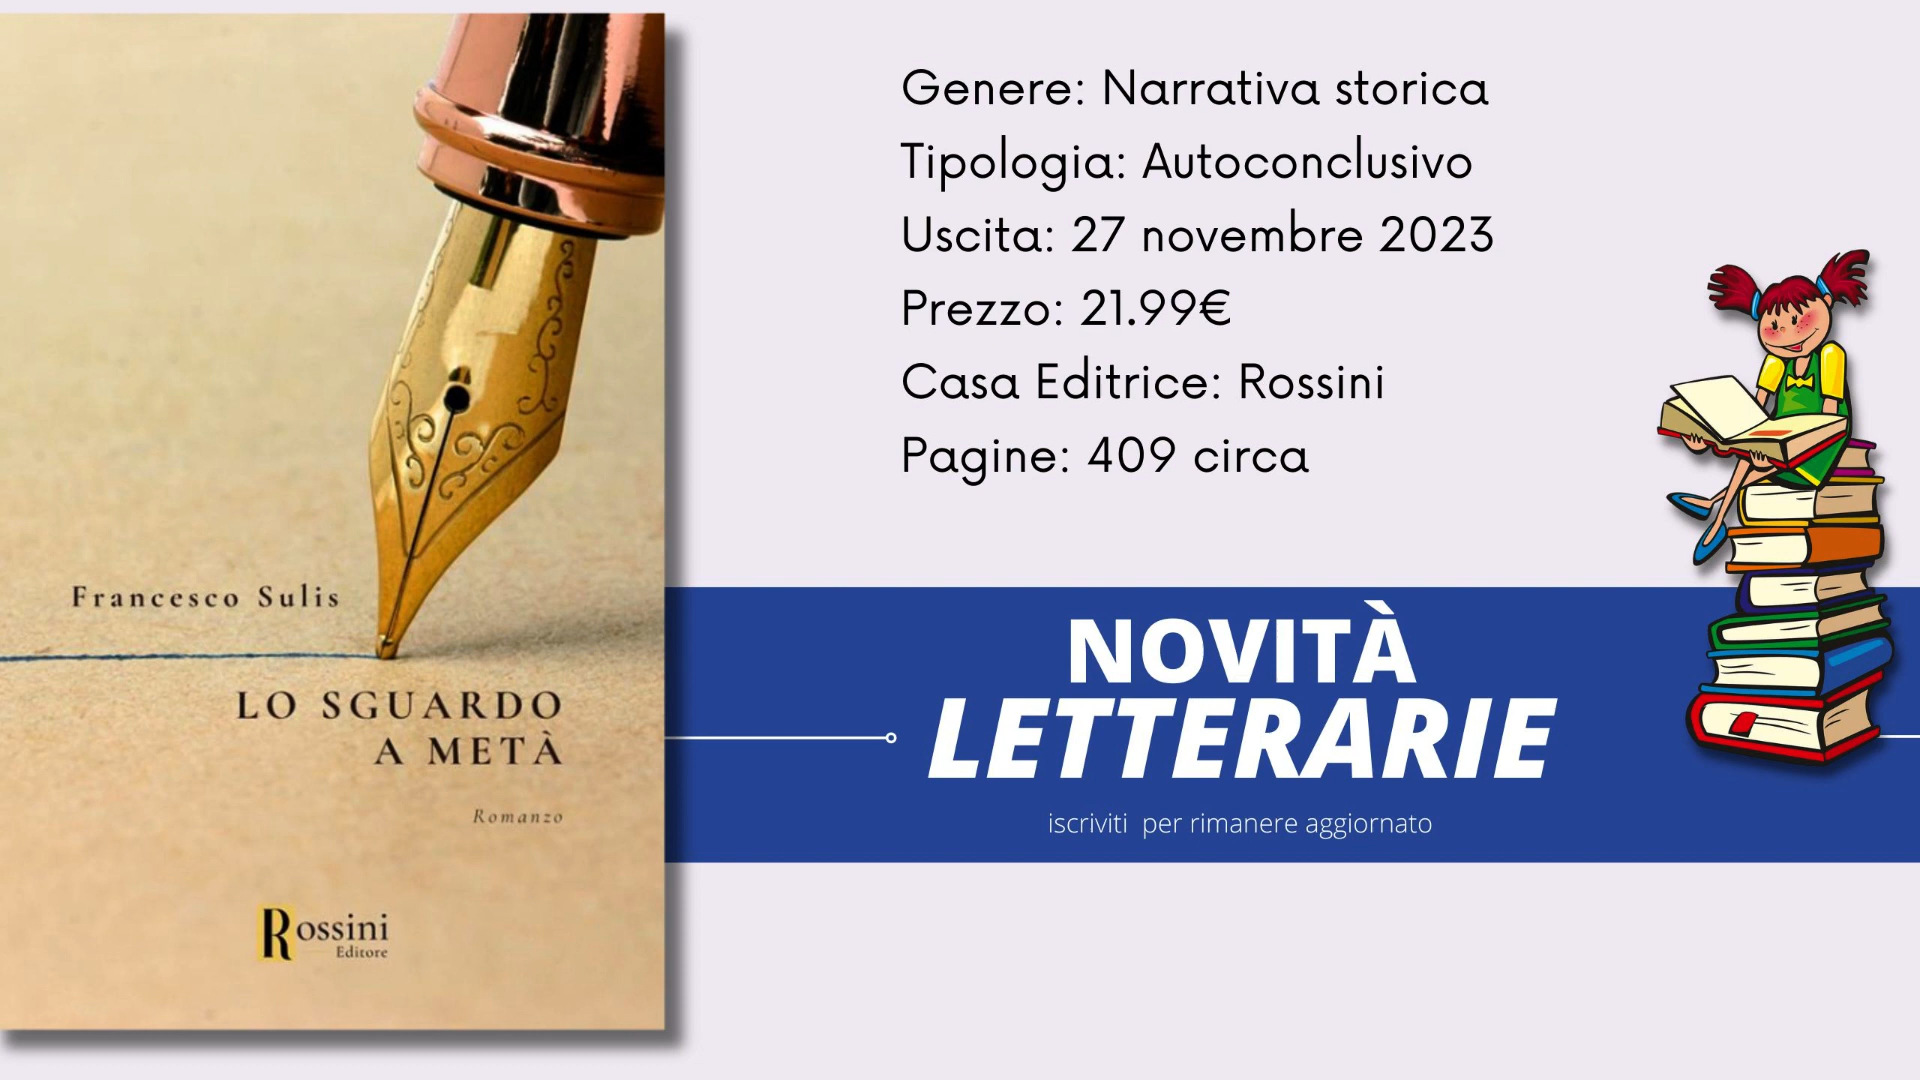 Francesco Sulis
LO SGUARDO
A METÀ
Romanzo
Rossini
Editore
Genere: Narrativa storica
Tipologia: Autoconclusivo
Uscita: 27 novembre 2023
Prezzo: 21.99€
Casa Editrice: Rossini
Pagine: 409 circa
NOVITÀ
LETTERARIE
iscriviti per rimanere aggiornato